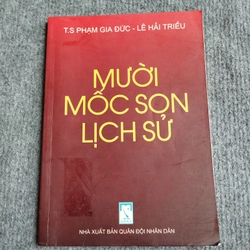 T.S PHẠM GIA ĐỨC - LÊ HẢI TRIỀU
MƯỜI
MỐC SON
LỊCH SỬ
NHÀ XUẤT BẢN QUÂN ĐỘI NHÂN DÂN